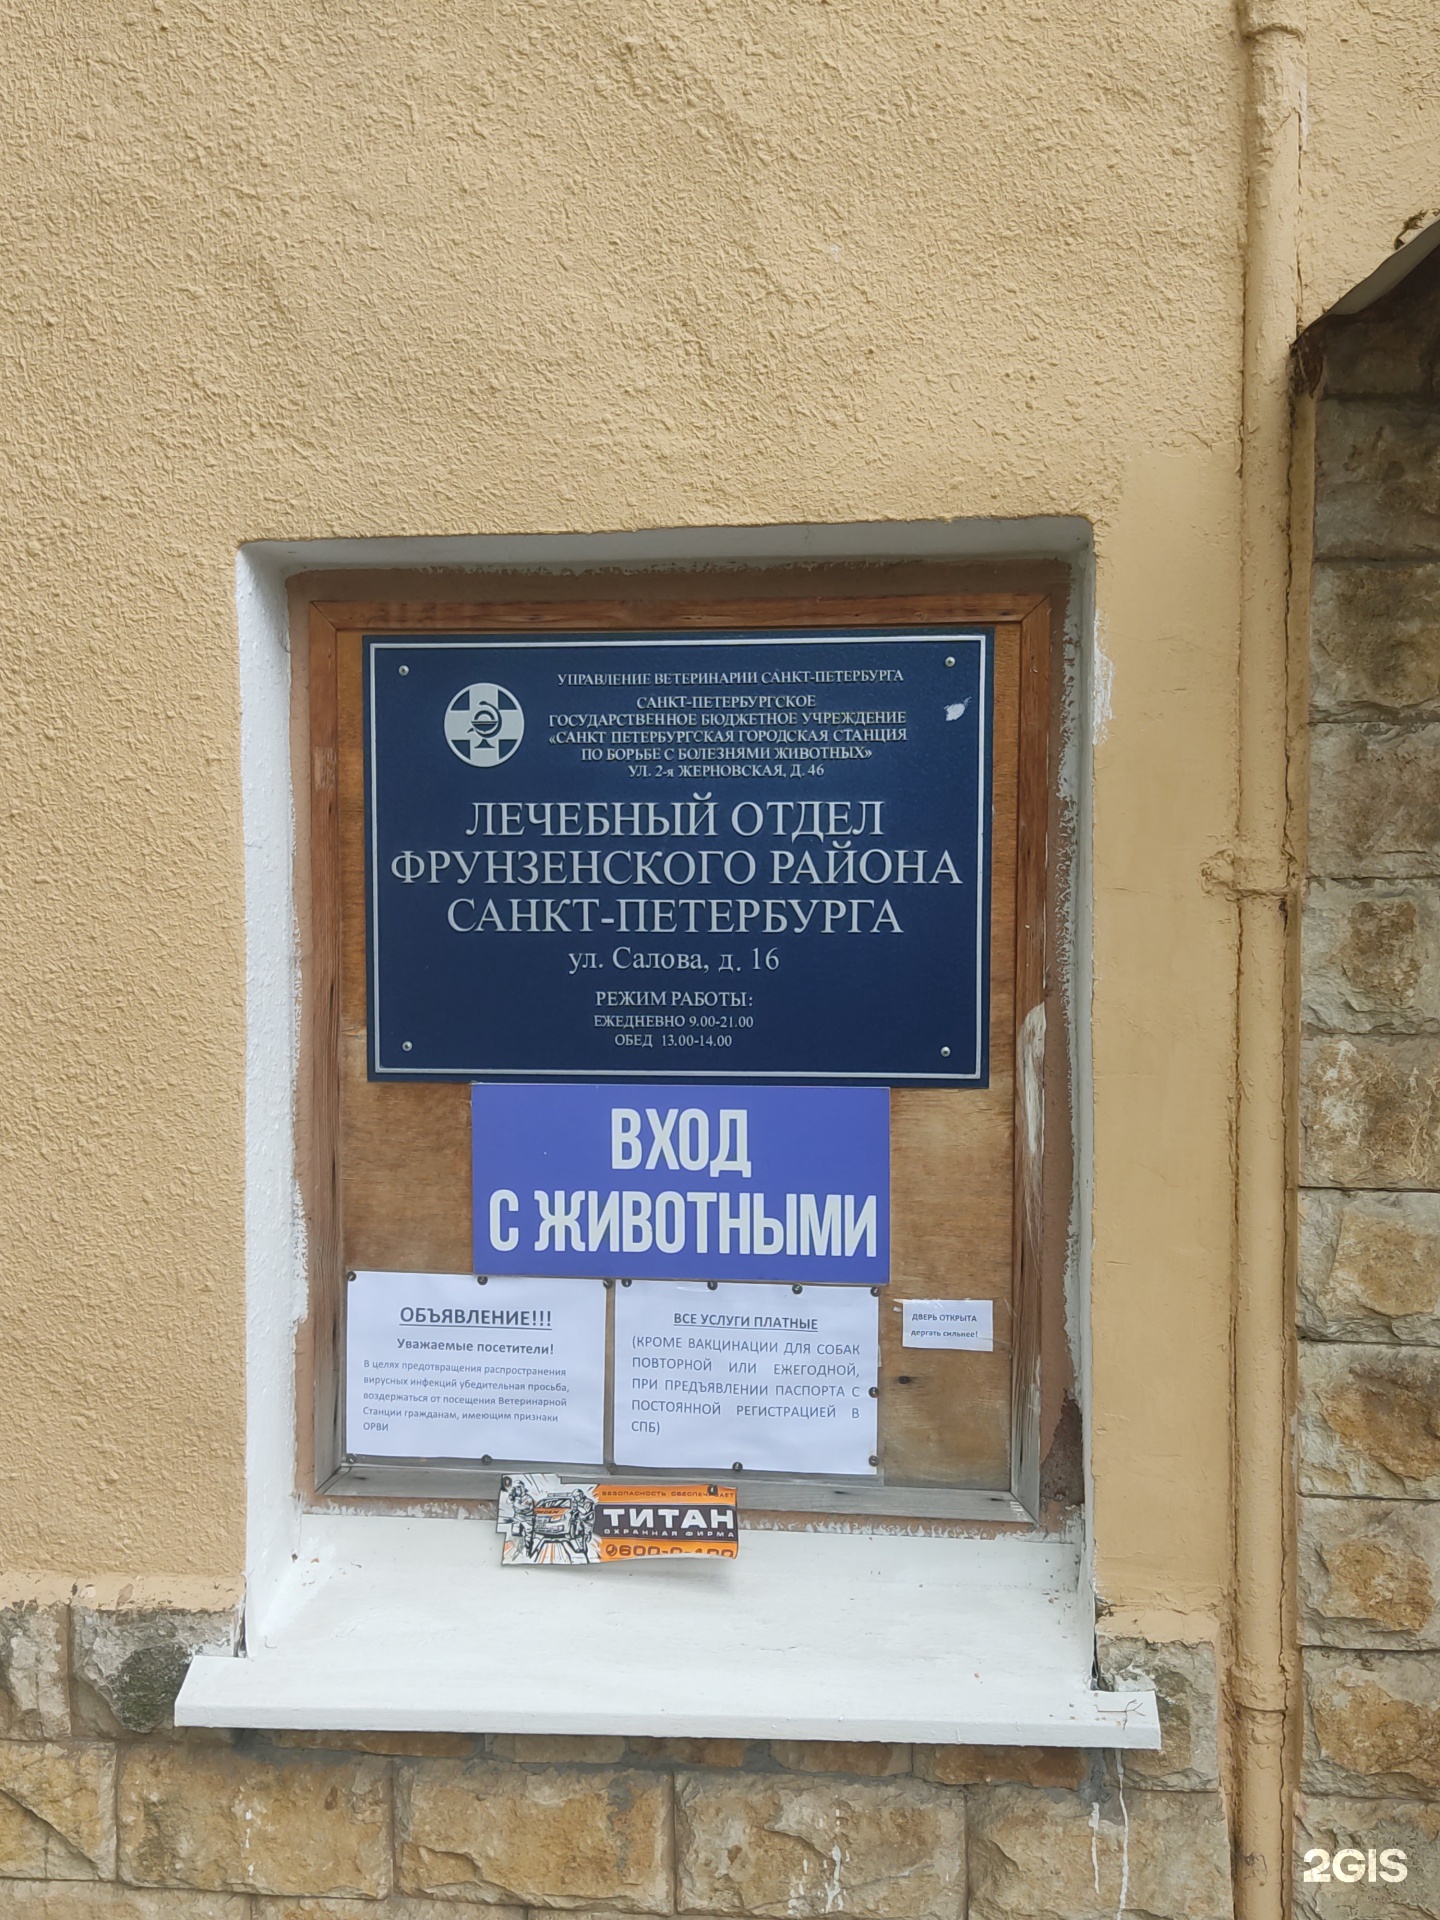 УПРАВЛЕНИЕ ВЕТЕРИНАРИИ САНКТ-ПЕТЕРБУРГА
САНКТ-ПЕТЕРБУРГСКОЕ
ГОСУДАРСТВЕННОЕ БЮДЖЕТНОЕ УЧРЕЖДЕНИЕ
«САНКТ ПЕТЕРБУРГСКАЯ ГОРОДСКАЯ СТАНЦИЯ
ПО БОРЬБЕ С БОЛЕЗНЯМИ ЖИВОТНЫХ»
УЛ. 2-я ЖЕРНОВСКАЯ, Д. 46
ЛЕЧЕБНЫЙ ОТДЕЛ
ФРУНЗЕНСКОГО РАЙОНА
САНКТ-ПЕТЕРБУРГА
ул. Салова, д. 16
РЕЖИМ РАБОТЫ:
ЕЖЕДНЕВНО 9.00-21.00
ОБЕД 13.00-14.00
ВХОД
С ЖИВОТНЫМИ
ОБЪЯВЛЕНИЕ!!!
Уважаемые посетители!
В целях предотвращения распространения
вирусных инфекций убедительная просьба,
воздержаться от посещения Ветеринарной
Станции гражданам, имеющим признаки
ОРВИ
ВСЕ УСЛУГИ ПЛАТНЫЕ
(КРОМЕ ВАКЦИНАЦИИ ДЛЯ СОБАК
ПОВТОРНОЙ ИЛИ ЕЖЕГОДНОЙ,
ПРИ ПРЕДЪЯВЛЕНИИ ПАСПОРТА С
ПОСТОЯННОЙ РЕГИСТРАЦИЕЙ В
СПБ)
ДВЕРЬ ОТКРЫТА
дергать сильнее!
БЕЗОПАСНОСТЬ ОБЕСПЕЧИВАЕТ
ТИТАН
ОХРАННАЯ ФИРМА
2GIS